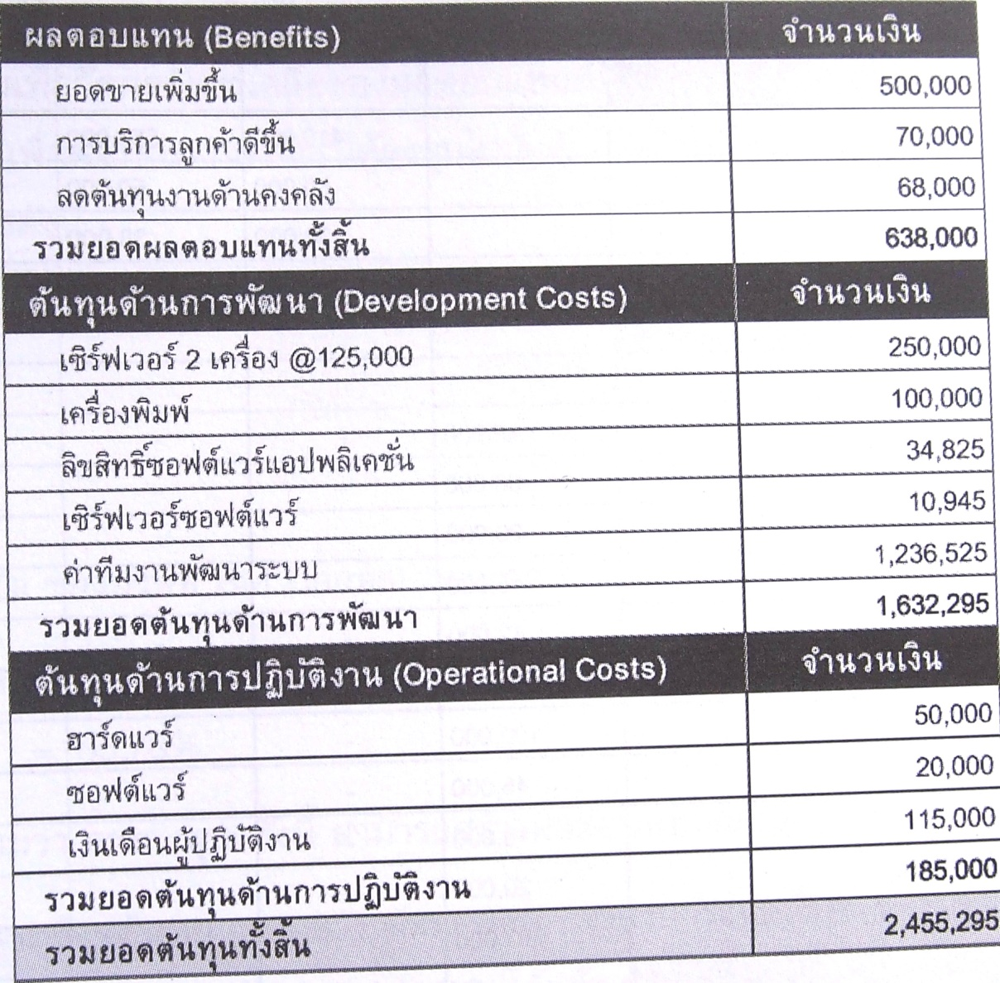 ผลตอบแทน (Benefits) จำนวนเงิน
ยอดขายเพิ่มขึ้น 500,000
การบริการลูกค้าดีขึ้น 70,000
ลดต้นทุนงานด้านคงคลัง 68,000
รวมยอดผลตอบแทนทั้งสิ้น 638,000
ต้นทุนด้านการพัฒนา (Development Costs) จำนวนเงิน
เซิร์ฟเวอร์ 2 เครื่อง @125,000 250,000
เครื่องพิมพ์ 100,000
ลิขสิทธิ์ซอฟต์แวร์แอปพลิเคชั่น 34,825
เซิร์ฟเวอร์ซอฟต์แวร์ 10,945
ค่าทีมงานพัฒนาระบบ 1,236,525
รวมยอดต้นทุนด้านการพัฒนา 1,632,295
ต้นทุนด้านการปฏิบัติงาน (Operational Costs) จำนวนเงิน
ฮาร์ดแวร์ 50,000
ซอฟต์แวร์ 20,000
เงินเดือนผู้ปฏิบัติงาน 115,000
รวมยอดต้นทุนด้านการปฏิบัติงาน 185,000
รวมยอดต้นทุนทั้งสิ้น 2,455,295